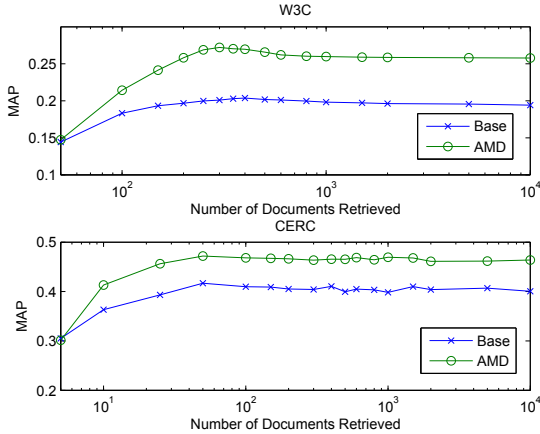 W3C
MAP
0.25
0.2
0.15
0.1
10^2
10^3
10^4
Base
AMD
Number of Documents Retrieved
CERC
MAP
0.5
0.4
0.3
0.2
10^1
10^2
10^3
10^4
Base
AMD
Number of Documents Retrieved